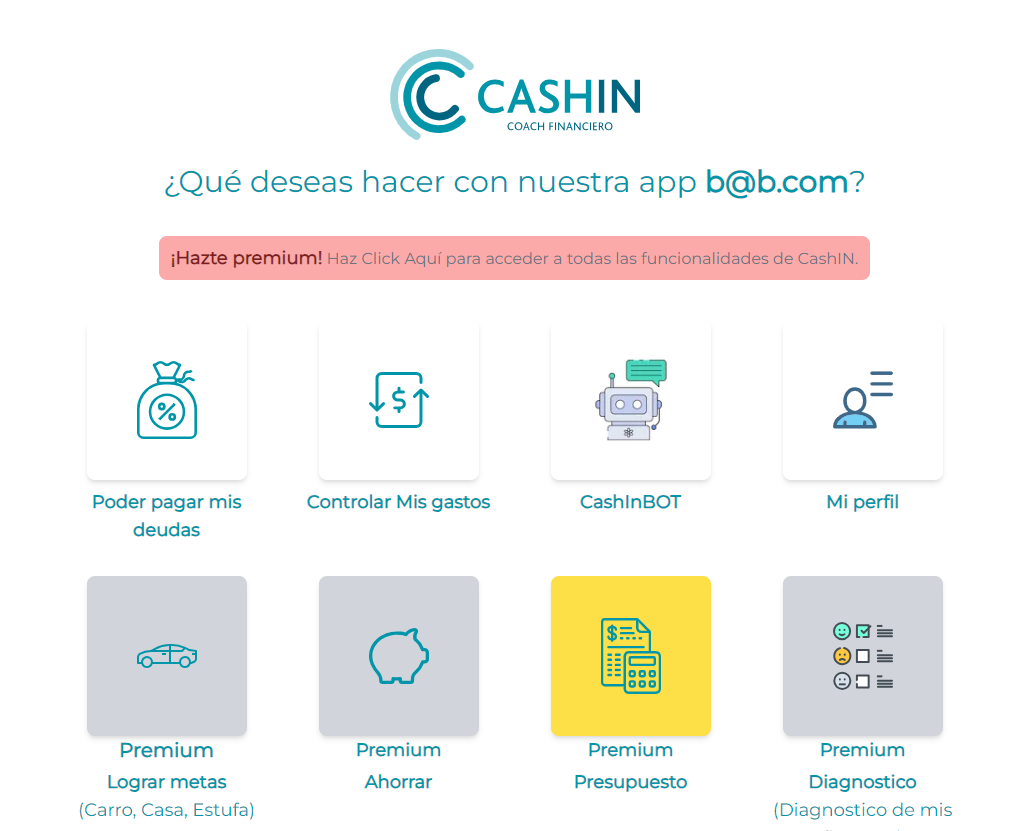 CASHIN
COACH FINANCIERO
¿Qué deseas hacer con nuestra app b@b.com?
¡Hazte premium! Haz Click Aquí para acceder a todas las funcionalidades de CashIN.
$
Poder pagar mis
deudas
Controlar Mis gastos
CashInBOT
Mi perfil
$
Premium
Lograr metas
(Carro, Casa, Estufa)
Premium
Ahorrar
Premium
Presupuesto
Premium
Diagnostico
(Diagnostico de mis